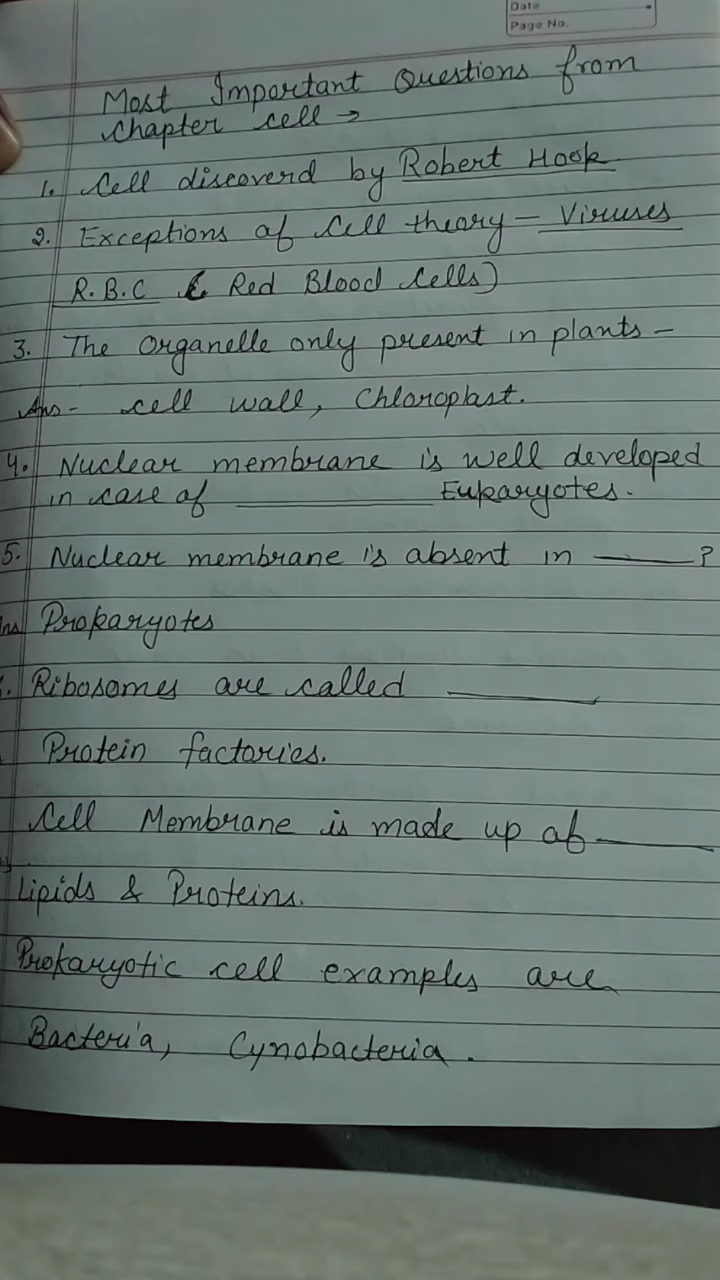 Date
Page No.
Most Important Questions from
Chapter cell →
1. Cell discoverd by Robert Hook
2. Exceptions of Cell theory - Viruses
R.B.C ( Red Blood Cells)
3. The Organelle only present in plants -
Ans - cell wall, Chloroplast.
4. Nuclear membrane is well developed
in case of ________ Eukaryotes.
5. Nuclear membrane is absent in ____?
Ans Prokaryotes
. Ribosomes are called ______
Protein factories.
Cell Membrane is made up of ____
Lipids & Proteins.
Prokaryotic cell examples are
Bacteria, Cynobacteria.